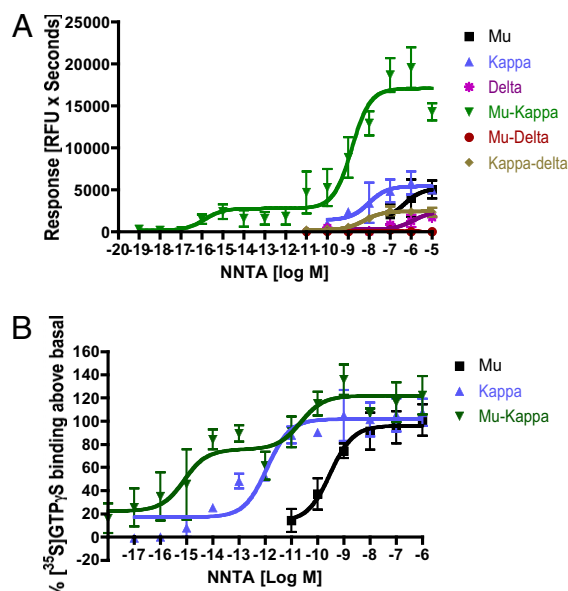 A
Response [RFU x Seconds]
25000
20000
15000
10000
5000
0
-20 -19 -18 -17 -16 -15 -14 -13 -12 -11 -10 -9 -8 -7 -6 -5
NNTA [log M]
Mu
Kappa
Delta
Mu-Kappa
Mu-Delta
Kappa-delta
B
% [³⁵S]GTPγS binding above basal
160
140
120
100
80
60
40
20
0
-20
-17 -16 -15 -14 -13 -12 -11 -10 -9 -8 -7 -6
NNTA [Log M]
Mu
Kappa
Mu-Kappa